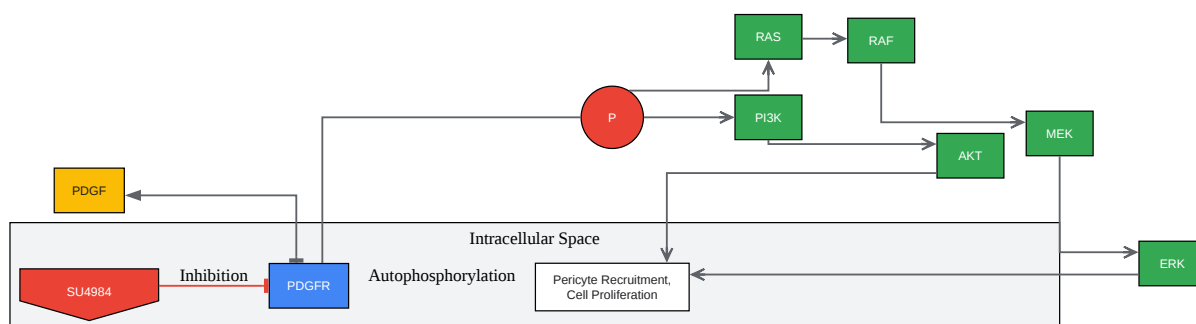 RAS
RAF
P
PI3K
MEK
AKT
PDGF
Intracellular Space
Inhibition
Autophosphorylation
SU4984
PDGFR
Pericyte Recruitment,
Cell Proliferation
ERK